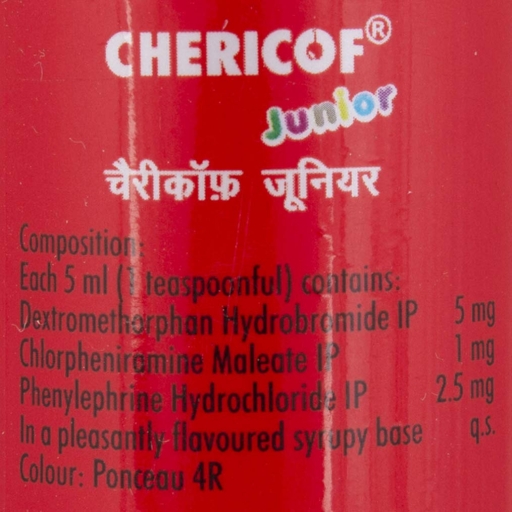 CHERICOF®
Junior
चैरीकॉफ़ जूनियर
Composition:
Each 5 ml (1 teaspoonful) contains:
Dextromethorphan Hydrobromide IP 5 mg
Chlorpheniramine Maleate IP 1 mg
Phenylephrine Hydrochloride IP 2.5 mg
In a pleasantly flavoured syrupy base q.s.
Colour: Ponceau 4R